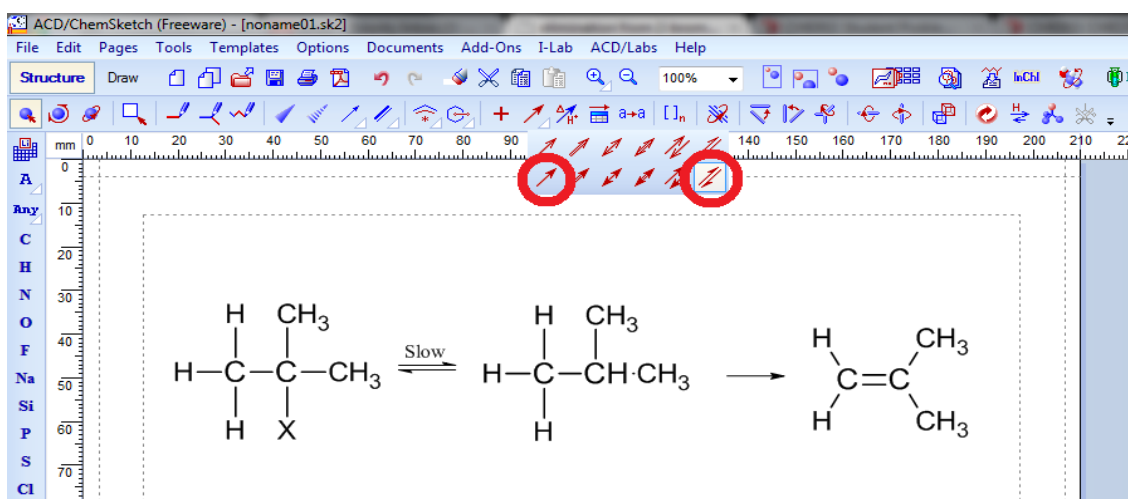 ACD/ChemSketch (Freeware) - [noname01.sk2]
File Edit Pages Tools Templates Options Documents Add-Ons I-Lab ACD/Labs Help
Structure Draw 100% InChI
H+ a→a [ ]n H
mm 0 10 20 30 40 50 60 70 80 90 140 150 160 170 180 190 200 210 22
0
A
Any 10
C
20
H
N 30
O
40
F
Na 50
Si
P 60
S
70
Cl
H CH3
H–C–C–CH3
H X
Slow
H CH3
H–C–CH·CH3
H
H CH3
C=C
H CH3